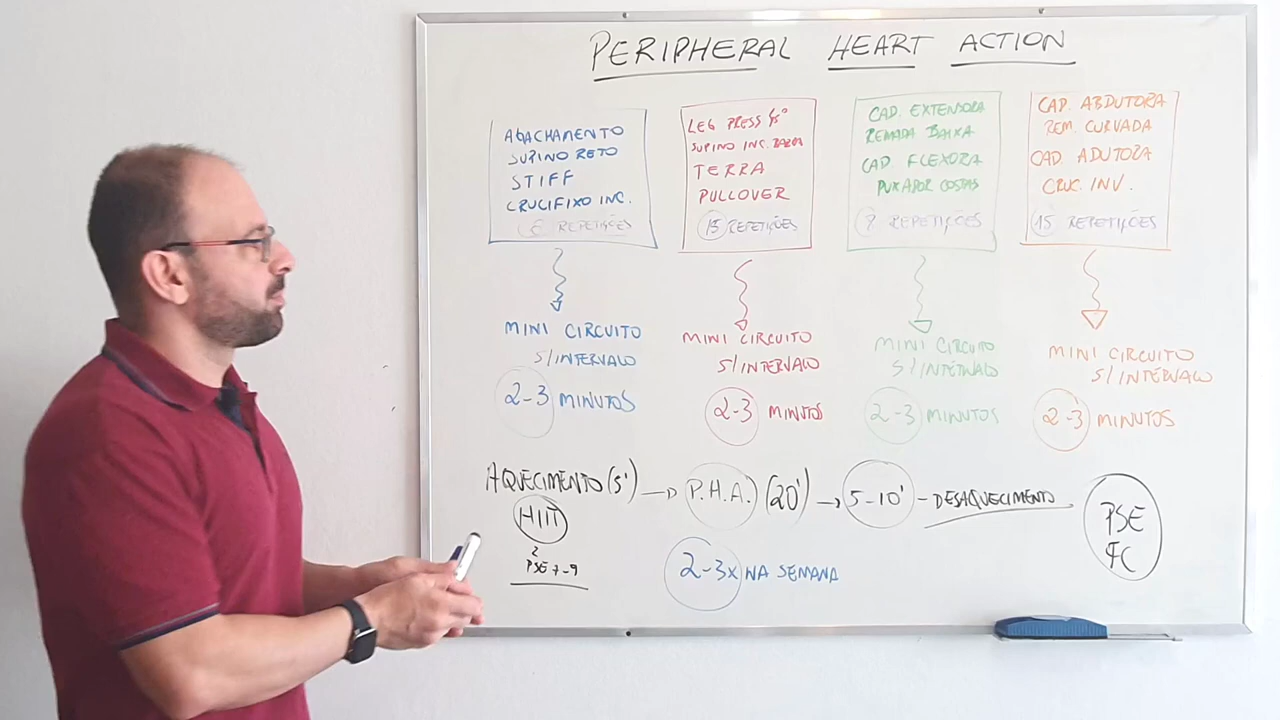 PERIPHERAL HEART ACTION
AGACHAMENTO
SUPINO RETO
STIFF
CRUCIFIXO INC.
REPETIÇÕES
MINI CIRCUITO
S/INTERVALO
2-3 MINUTOS
LEG PRESS 45°
SUPINO INC. BARRA
TERRA
PULLOVER
15 REPETIÇÕES
MINI CIRCUITO
S/INTERVALO
2-3 MINUTOS
CAD. EXTENSORA
REMADA BAIXA
CAD FLEXORA
PUXADOR COSTAS
8 REPETIÇÕES
MINI CIRCUITO
S/INTERVALO
2-3 MINUTOS
CAD. ABDUTORA
REM. CURVADA
CAD ADUTORA
CRUC. INV.
15 REPETIÇÕES
MINI CIRCUITO
S/INTERVALO
2-3 MINUTOS
AQUECIMENTO (5') → P.H.A. (20') → 5-10' - DESAQUECIMENTO
HIIT
PSE 7-9
2-3X NA SEMANA
PSE
FC